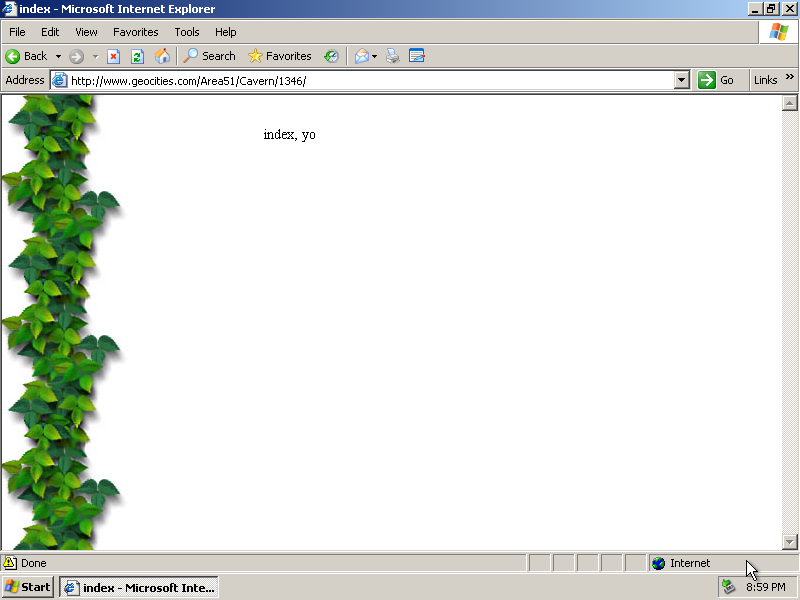 index - Microsoft Internet Explorer
File Edit View Favorites Tools Help
Back Search Favorites
Address http://www.geocities.com/Area51/Cavern/1346/ Go Links »
index, yo
Done Internet
Start index - Microsoft Inte... 8:59 PM